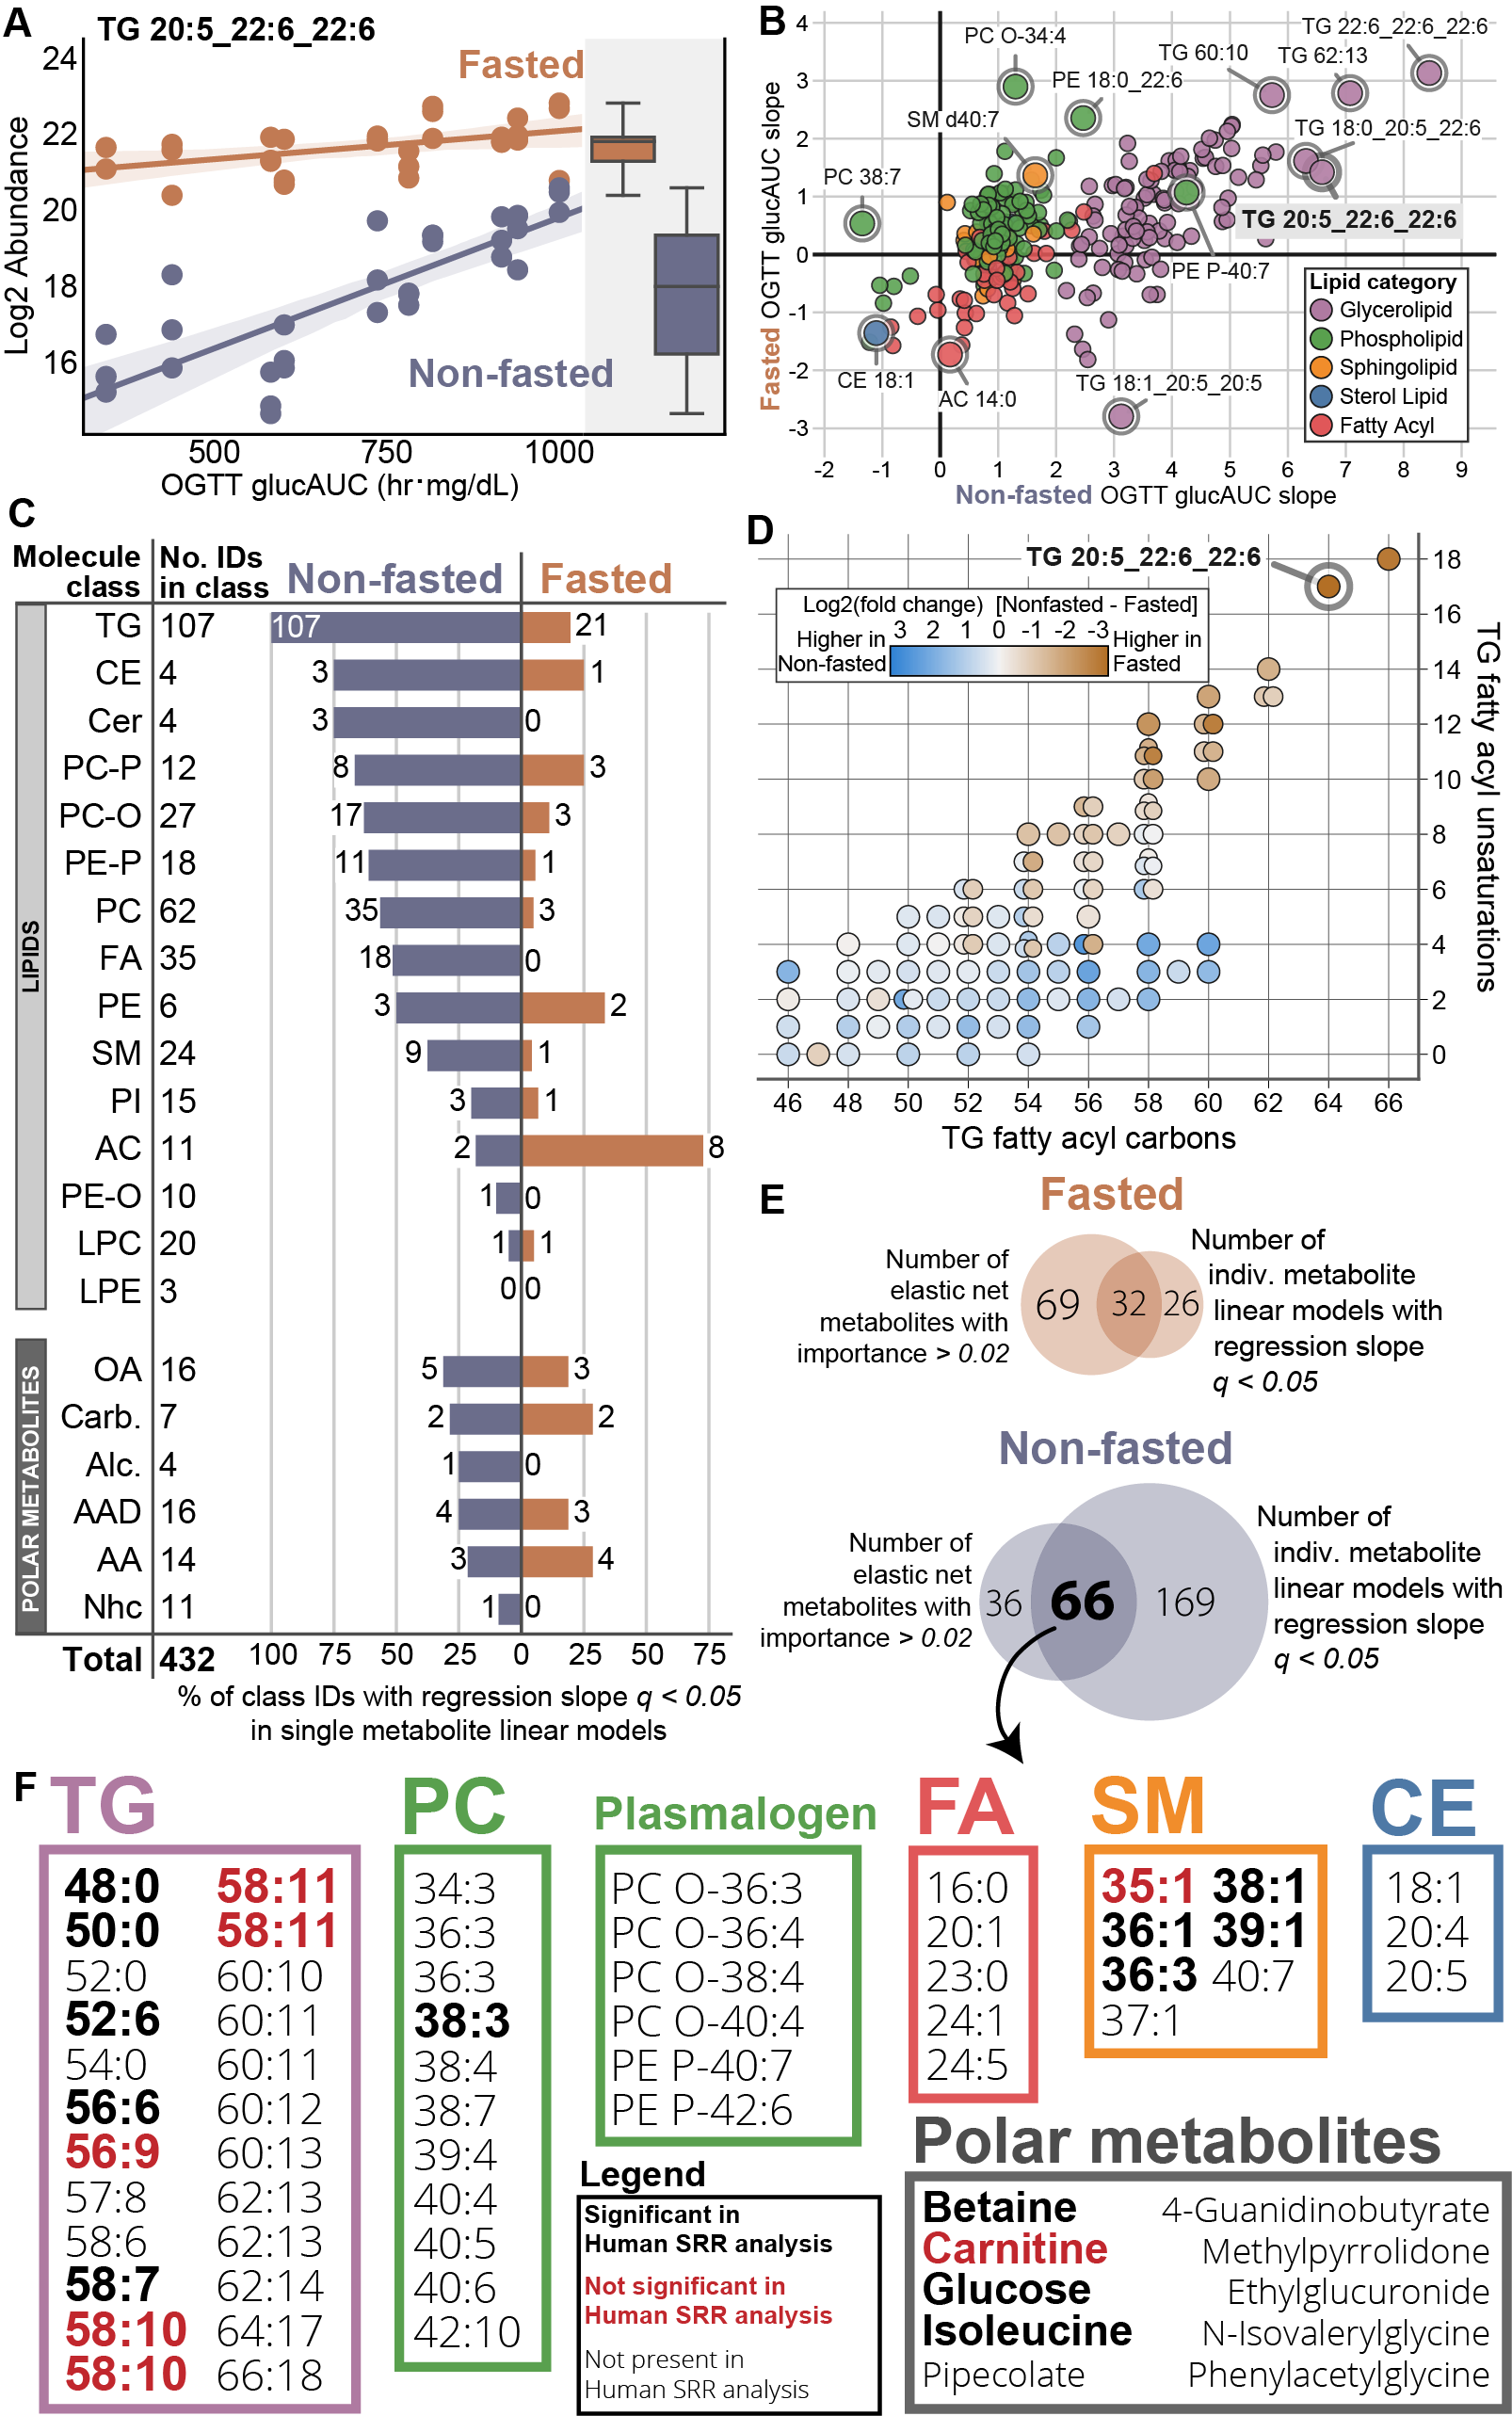 A
TG 20:5_22:6_22:6
Fasted
Non-fasted
Log2 Abundance
24
22
20
18
16
500 750 1000
OGTT glucAUC (hr·mg/dL)
B
Fasted OGTT glucAUC slope
4
3
2
1
0
-1
-2
-3
PC O-34:4
TG 22:6_22:6_22:6
TG 60:10
TG 62:13
PE 18:0_22:6
SM d40:7
TG 18:0_20:5_22:6
PC 38:7
TG 20:5_22:6_22:6
PE P-40:7
CE 18:1
AC 14:0
TG 18:1_20:5_20:5
Lipid category
Glycerolipid
Phospholipid
Sphingolipid
Sterol Lipid
Fatty Acyl
-2 -1 0 1 2 3 4 5 6 7 8 9
Non-fasted OGTT glucAUC slope
C
Molecule class
No. IDs in class
Non-fasted
Fasted
LIPIDS
TG 107 107 21
CE 4 3 1
Cer 4 3 0
PC-P 12 8 3
PC-O 27 17 3
PE-P 18 11 1
PC 62 35 3
FA 35 18 0
PE 6 3 2
SM 24 9 1
PI 15 3 1
AC 11 2 8
PE-O 10 1 0
LPC 20 1 1
LPE 3 0 0
POLAR METABOLITES
OA 16 5 3
Carb. 7 2 2
Alc. 4 1 0
AAD 16 4 3
AA 14 3 4
Nhc 11 1 0
Total 432
100 75 50 25 0 25 50 75
% of class IDs with regression slope q < 0.05
in single metabolite linear models
D
TG 20:5_22:6_22:6
Log2(fold change) [Nonfasted - Fasted]
Higher in Non-fasted
3 2 1 0 -1 -2 -3
Higher in Fasted
18
16
14
12
10
8
6
4
2
0
TG fatty acyl unsaturations
46 48 50 52 54 56 58 60 62 64 66
TG fatty acyl carbons
E
Fasted
Number of
elastic net
metabolites with
importance > 0.02
69 32 26
Number of
indiv. metabolite
linear models with
regression slope
q < 0.05
Non-fasted
Number of
elastic net
metabolites with
importance > 0.02
36 66 169
Number of
indiv. metabolite
linear models with
regression slope
q < 0.05
F
TG
48:0 58:11
50:0 58:11
52:0 60:10
52:6 60:11
54:0 60:11
56:6 60:12
56:9 60:13
57:8 62:13
58:6 62:13
58:7 62:14
58:10 64:17
58:10 66:18
PC
34:3
36:3
36:3
38:3
38:4
38:7
39:4
40:4
40:5
40:6
42:10
Plasmalogen
PC O-36:3
PC O-36:4
PC O-38:4
PC O-40:4
PE P-40:7
PE P-42:6
Legend
Significant in
Human SRR analysis
Not significant in
Human SRR analysis
Not present in
Human SRR analysis
FA
16:0
20:1
23:0
24:1
24:5
SM
35:1 38:1
36:1 39:1
36:3 40:7
37:1
CE
18:1
20:4
20:5
Polar metabolites
Betaine 4-Guanidinobutyrate
Carnitine Methylpyrrolidone
Glucose Ethylglucuronide
Isoleucine N-Isovalerylglycine
Pipecolate Phenylacetylglycine